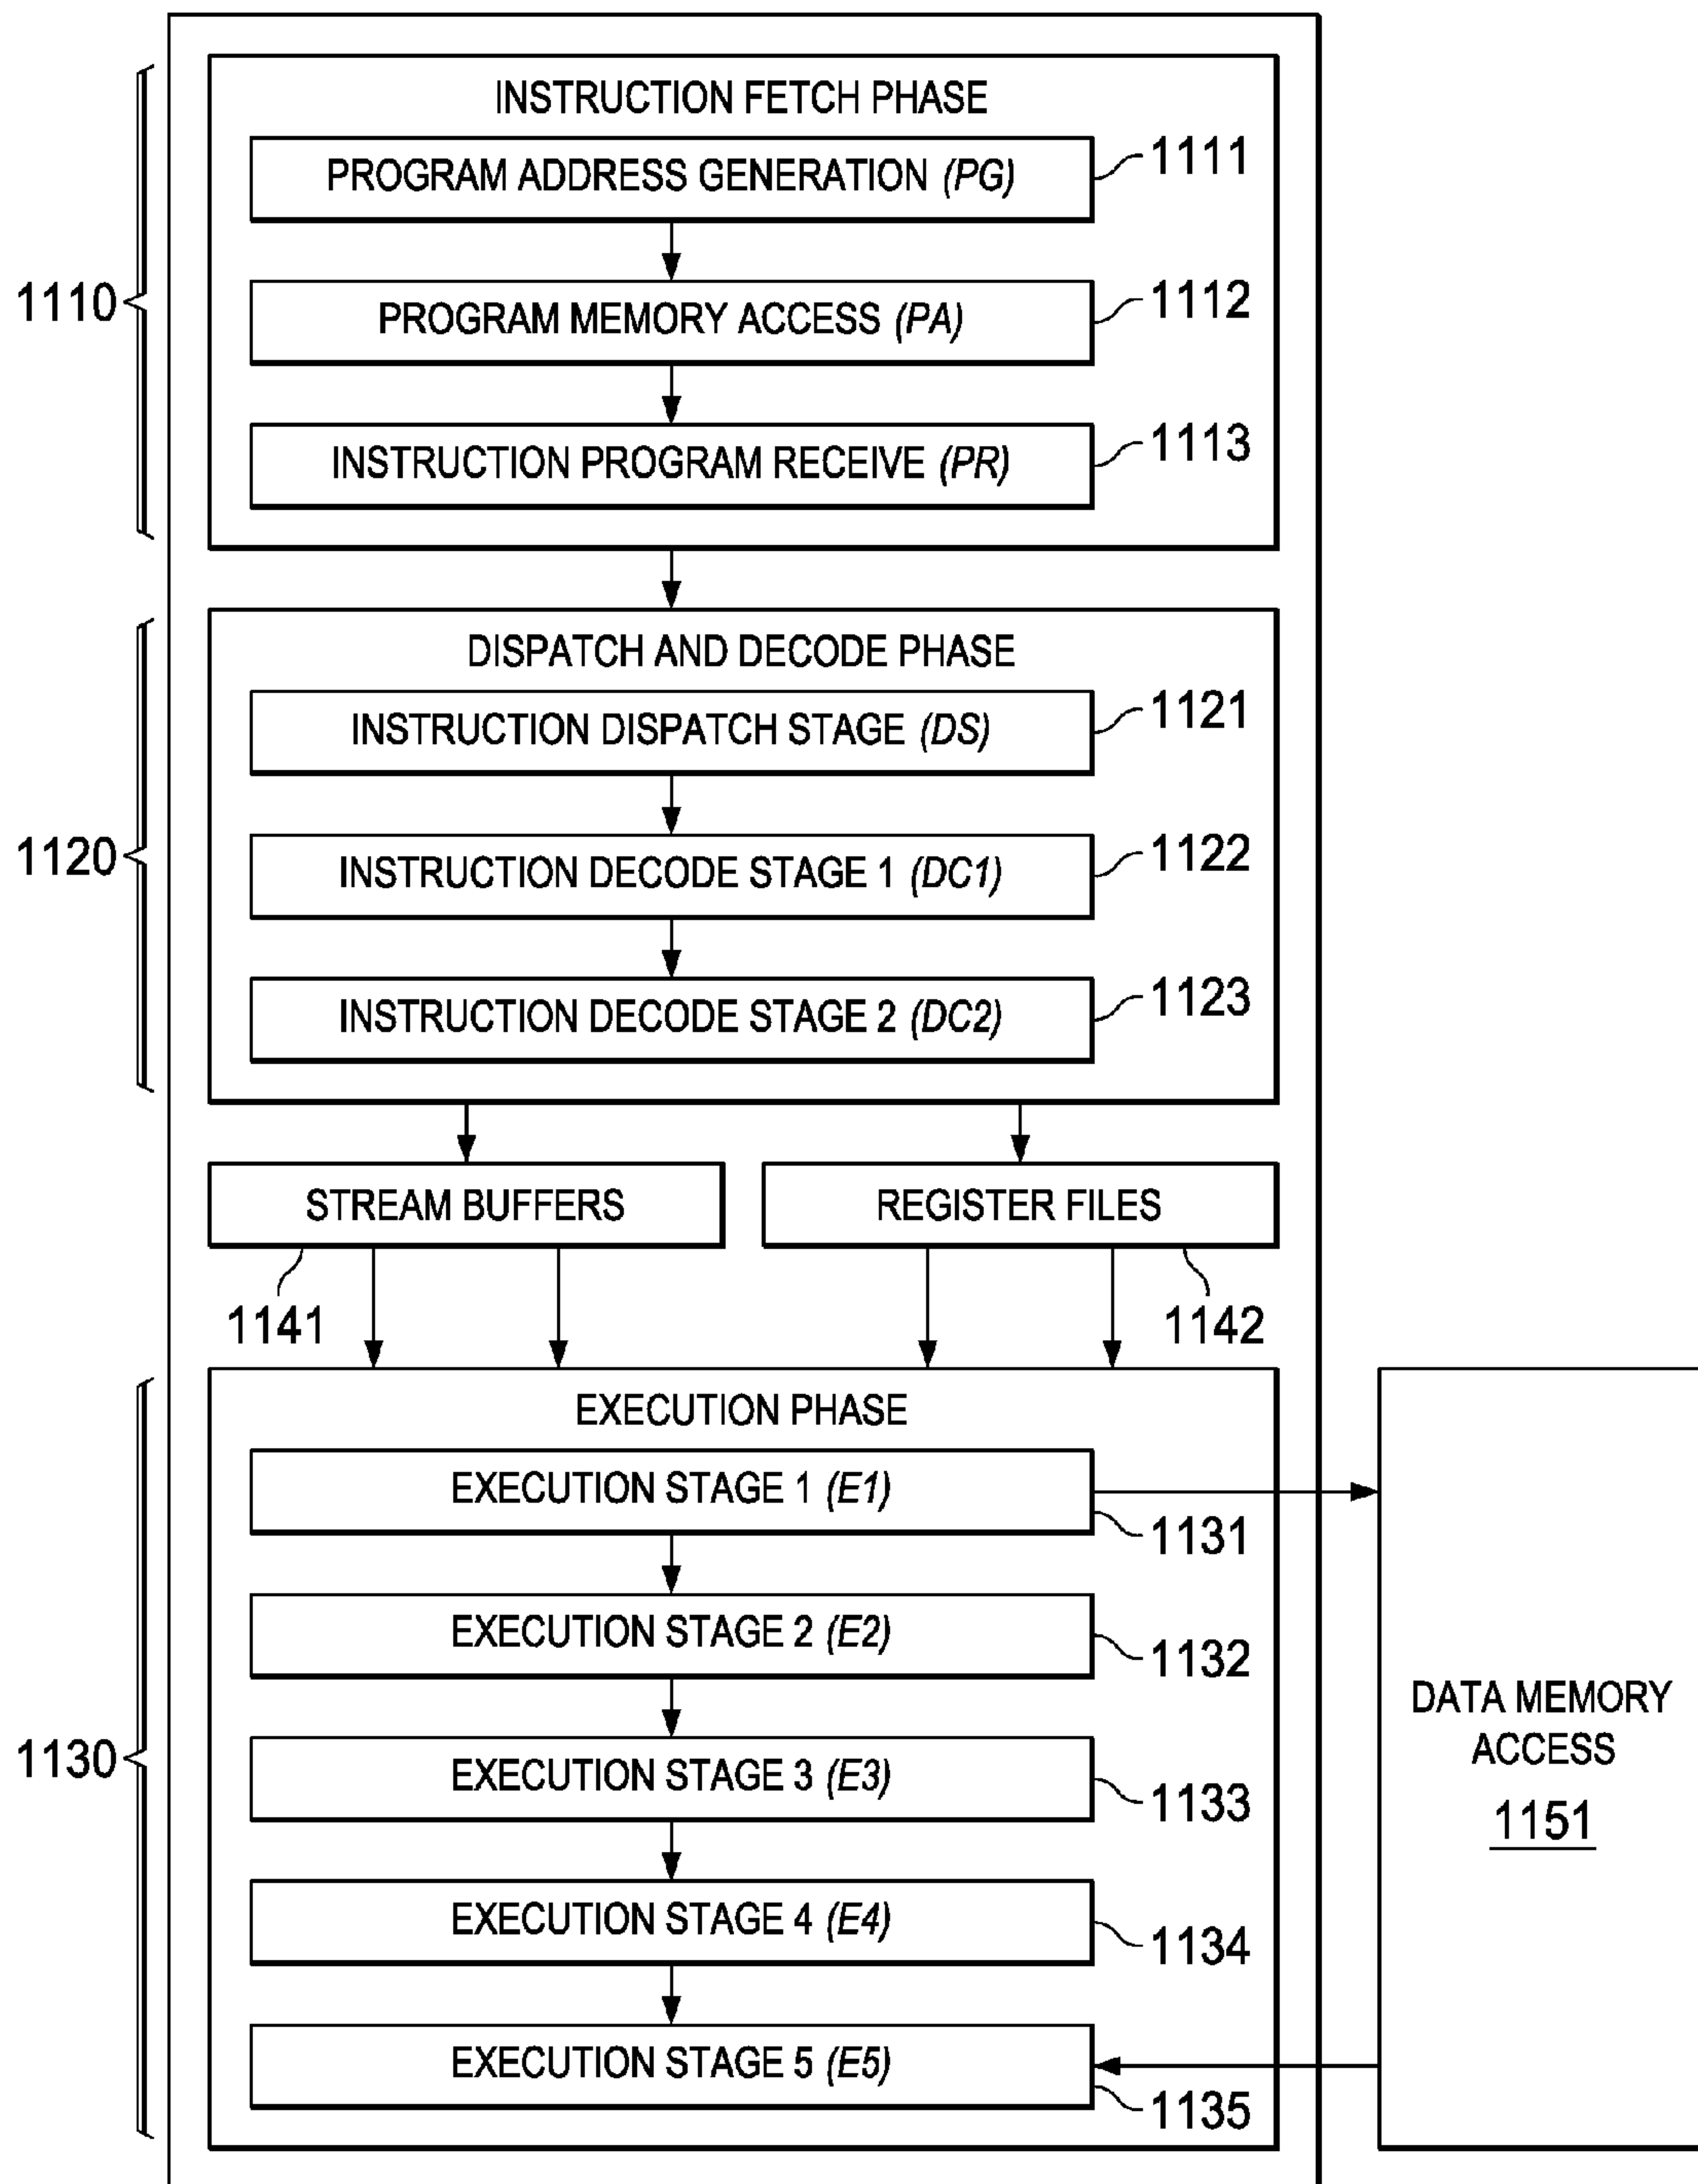 INSTRUCTION FETCH PHASE
PROGRAM ADDRESS GENERATION (PG)
1111
PROGRAM MEMORY ACCESS (PA)
1112
1110
INSTRUCTION PROGRAM RECEIVE (PR)
1113
DISPATCH AND DECODE PHASE
INSTRUCTION DISPATCH STAGE (DS)
1121
1120
INSTRUCTION DECODE STAGE 1 (DC1)
1122
INSTRUCTION DECODE STAGE 2 (DC2)
1123
STREAM BUFFERS
REGISTER FILES
1141
1142
EXECUTION PHASE
EXECUTION STAGE 1 (E1)
1131
EXECUTION STAGE 2 (E2)
1132
1130
EXECUTION STAGE 3 (E3)
1133
EXECUTION STAGE 4 (E4)
1134
EXECUTION STAGE 5 (E5)
1135
DATA MEMORY
ACCESS
1151